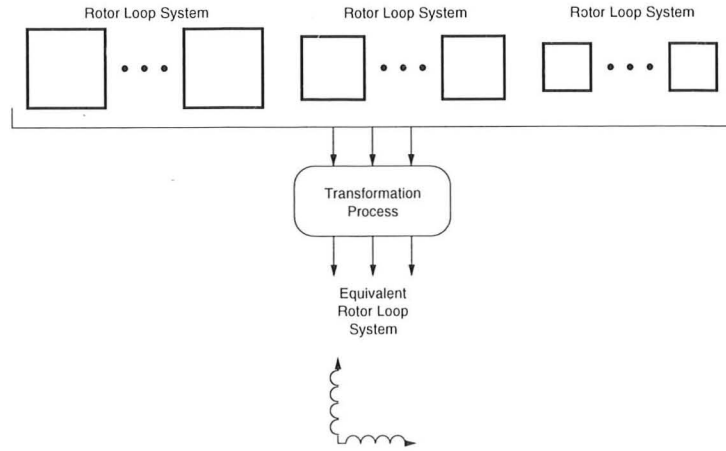 Rotor Loop System
Rotor Loop System
Rotor Loop System
Transformation
Process
Equivalent
Rotor Loop
System